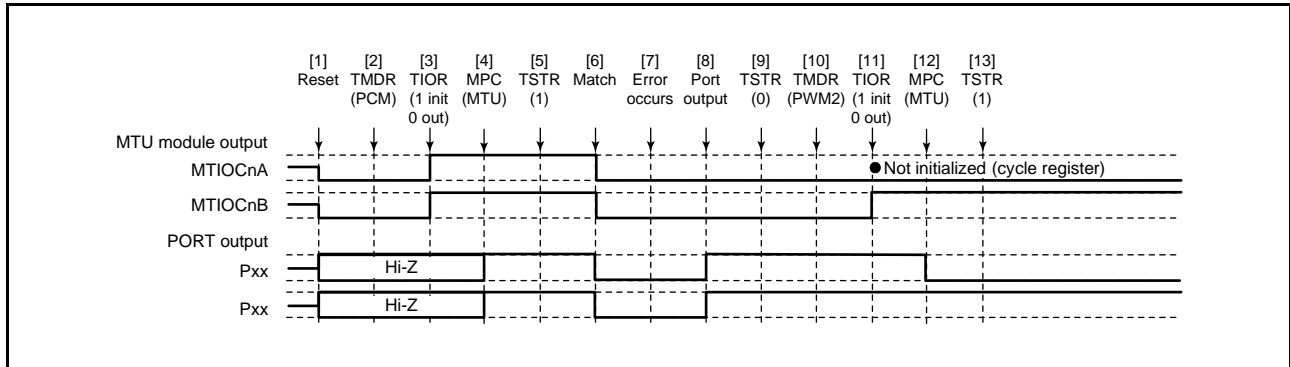 [1] [2] [3] [4] [5] [6] [7] [8] [9] [10] [11] [12] [13]
Reset TMDR TIOR MPC TSTR Match Error Port TSTR TMDR TIOR MPC TSTR
(PCM) (1 init (MTU) (1) occurs output (0) (PWM2) (1 init (MTU) (1)
0 out) 0 out)
MTU module output
MTIOCnA
Not initialized (cycle register)
MTIOCnB
PORT output
Pxx
Hi-Z
Pxx
Hi-Z